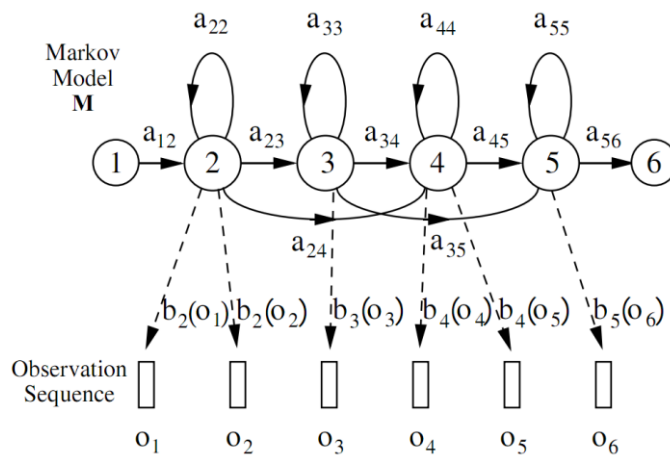 a₂₂ a₃₃ a₄₄ a₅₅
Markov
Model
M
a₁₂ a₂₃ a₃₄ a₄₅ a₅₆
1 2 3 4 5 6
a₂₄ a₃₅
b₂(o₁) b₂(o₂) b₃(o₃) b₄(o₄) b₄(o₅) b₅(o₆)
Observation
Sequence
o₁ o₂ o₃ o₄ o₅ o₆